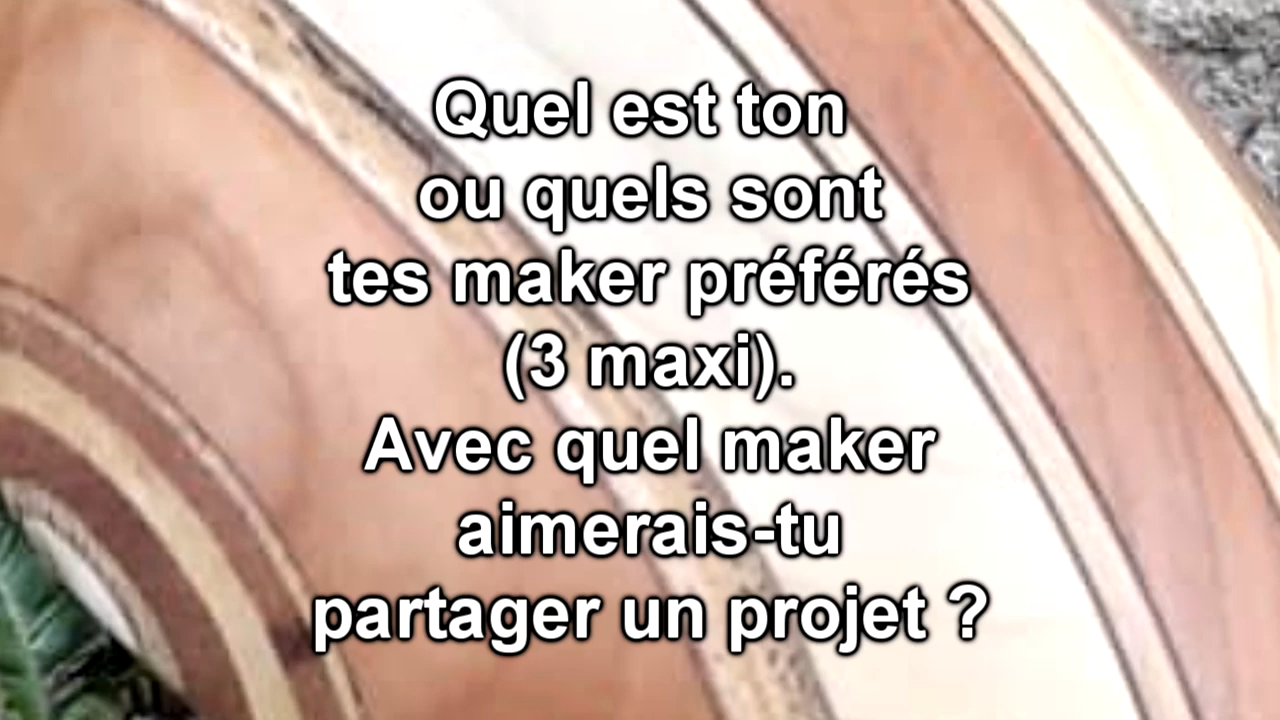 Quel est ton
ou quels sont
tes maker préférés
(3 maxi).
Avec quel maker
aimerais-tu
partager un projet ?